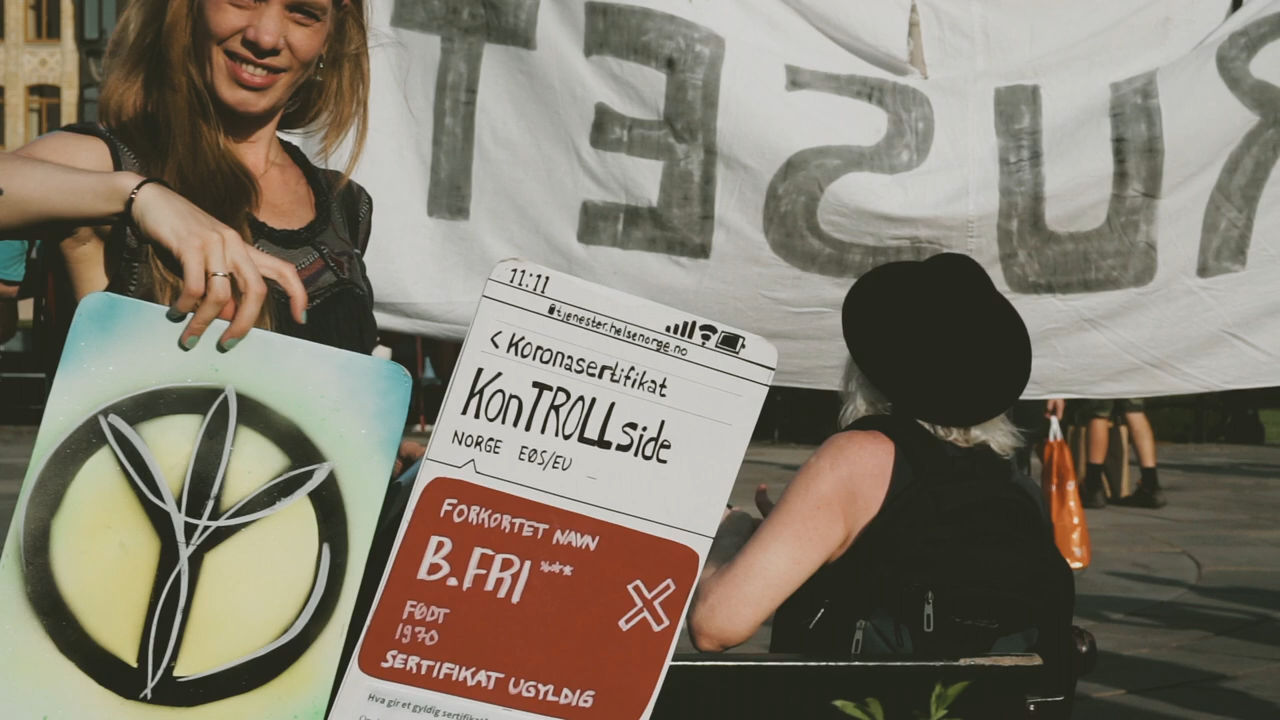 RUSET
11:11
tjenester.helsenorge.no
< Koronasertifikat
KonTROLLside
NORGE EØS/EU
FORKORTET NAVN
B.FRI***
FØDT
1970
SERTIFIKAT UGYLDIG
Hva gir et gyldig